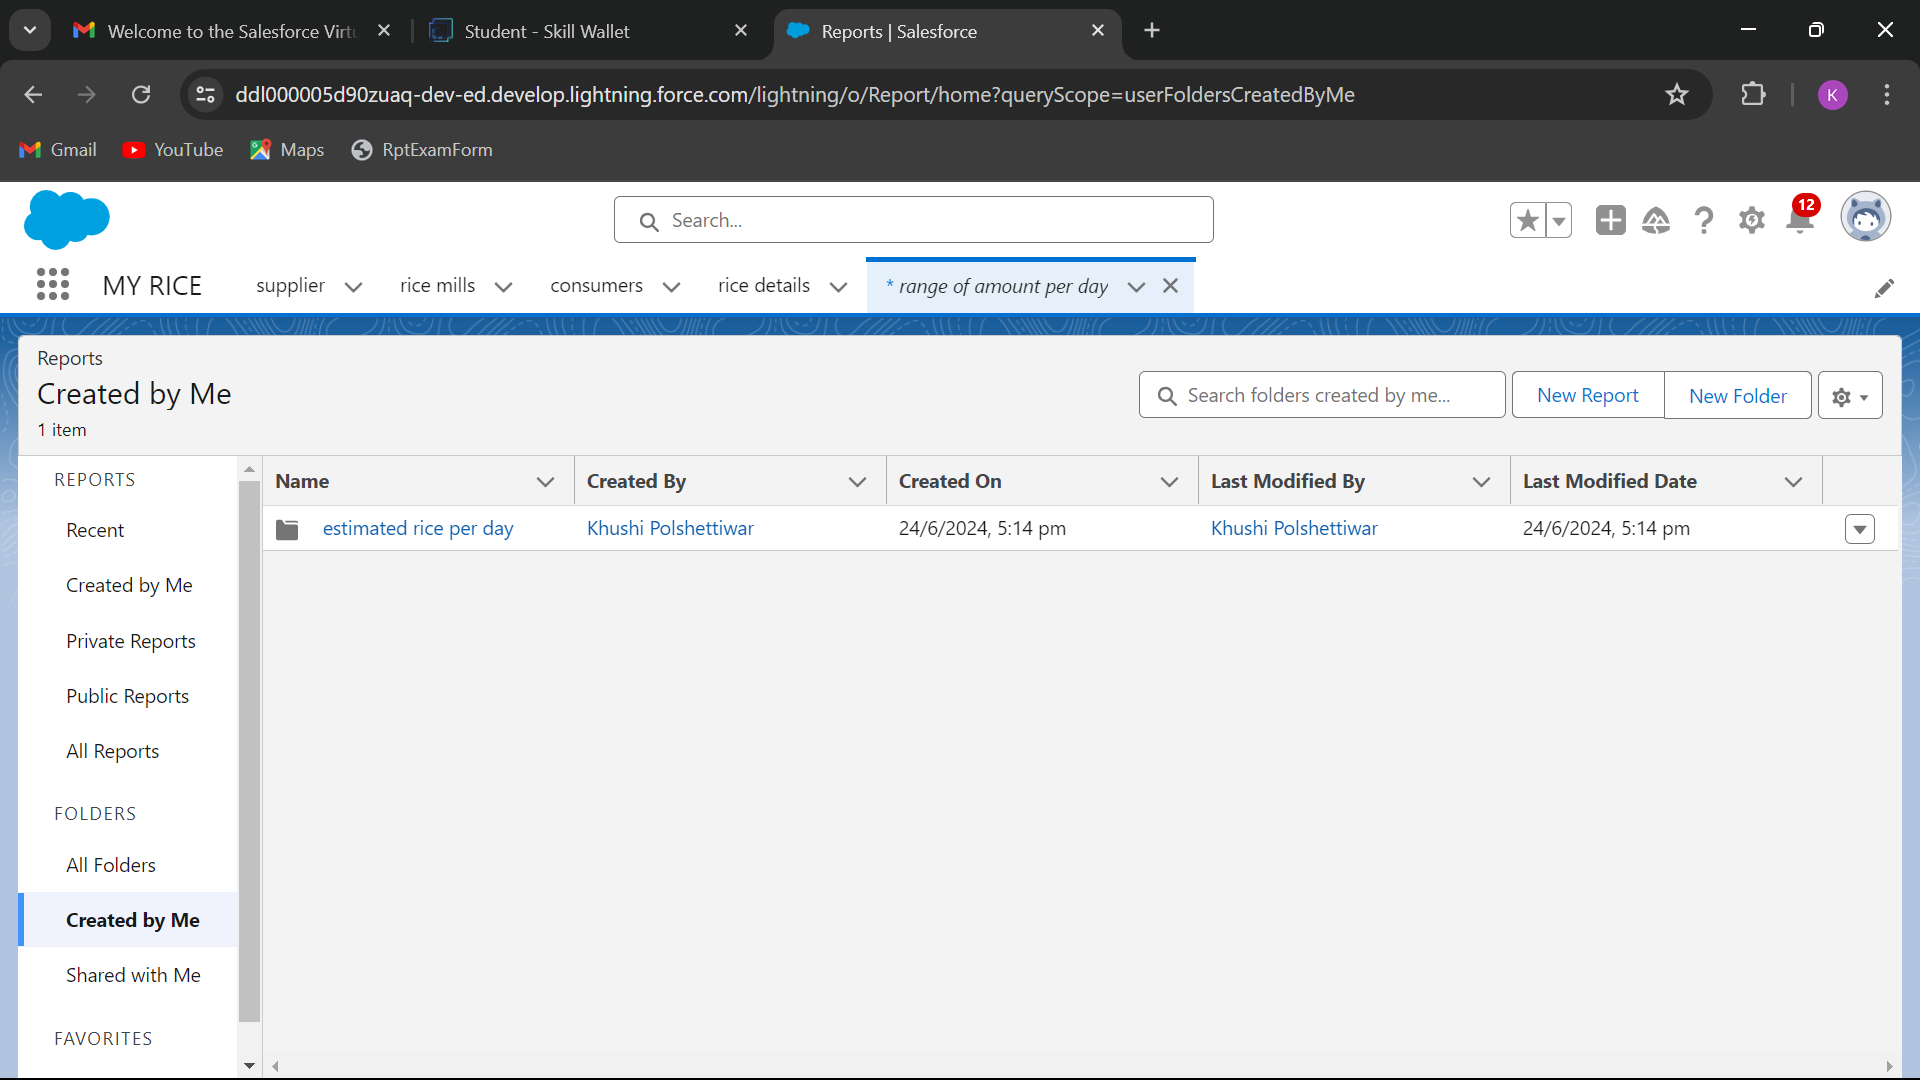 Welcome to the Salesforce Virtu
Student - Skill Wallet
Reports | Salesforce
ddl000005d90zuaq-dev-ed.develop.lightning.force.com/lightning/o/Report/home?queryScope=userFoldersCreatedByMe
K
Gmail
YouTube
Maps
RptExamForm
Search...
12
MY RICE
supplier
rice mills
consumers
rice details
* range of amount per day
Reports
Created by Me
1 item
Search folders created by me...
New Report
New Folder
REPORTS
Recent
Created by Me
Private Reports
Public Reports
All Reports
FOLDERS
All Folders
Created by Me
Shared with Me
FAVORITES
Name
Created By
Created On
Last Modified By
Last Modified Date
estimated rice per day
Khushi Polshettiwar
24/6/2024, 5:14 pm
Khushi Polshettiwar
24/6/2024, 5:14 pm